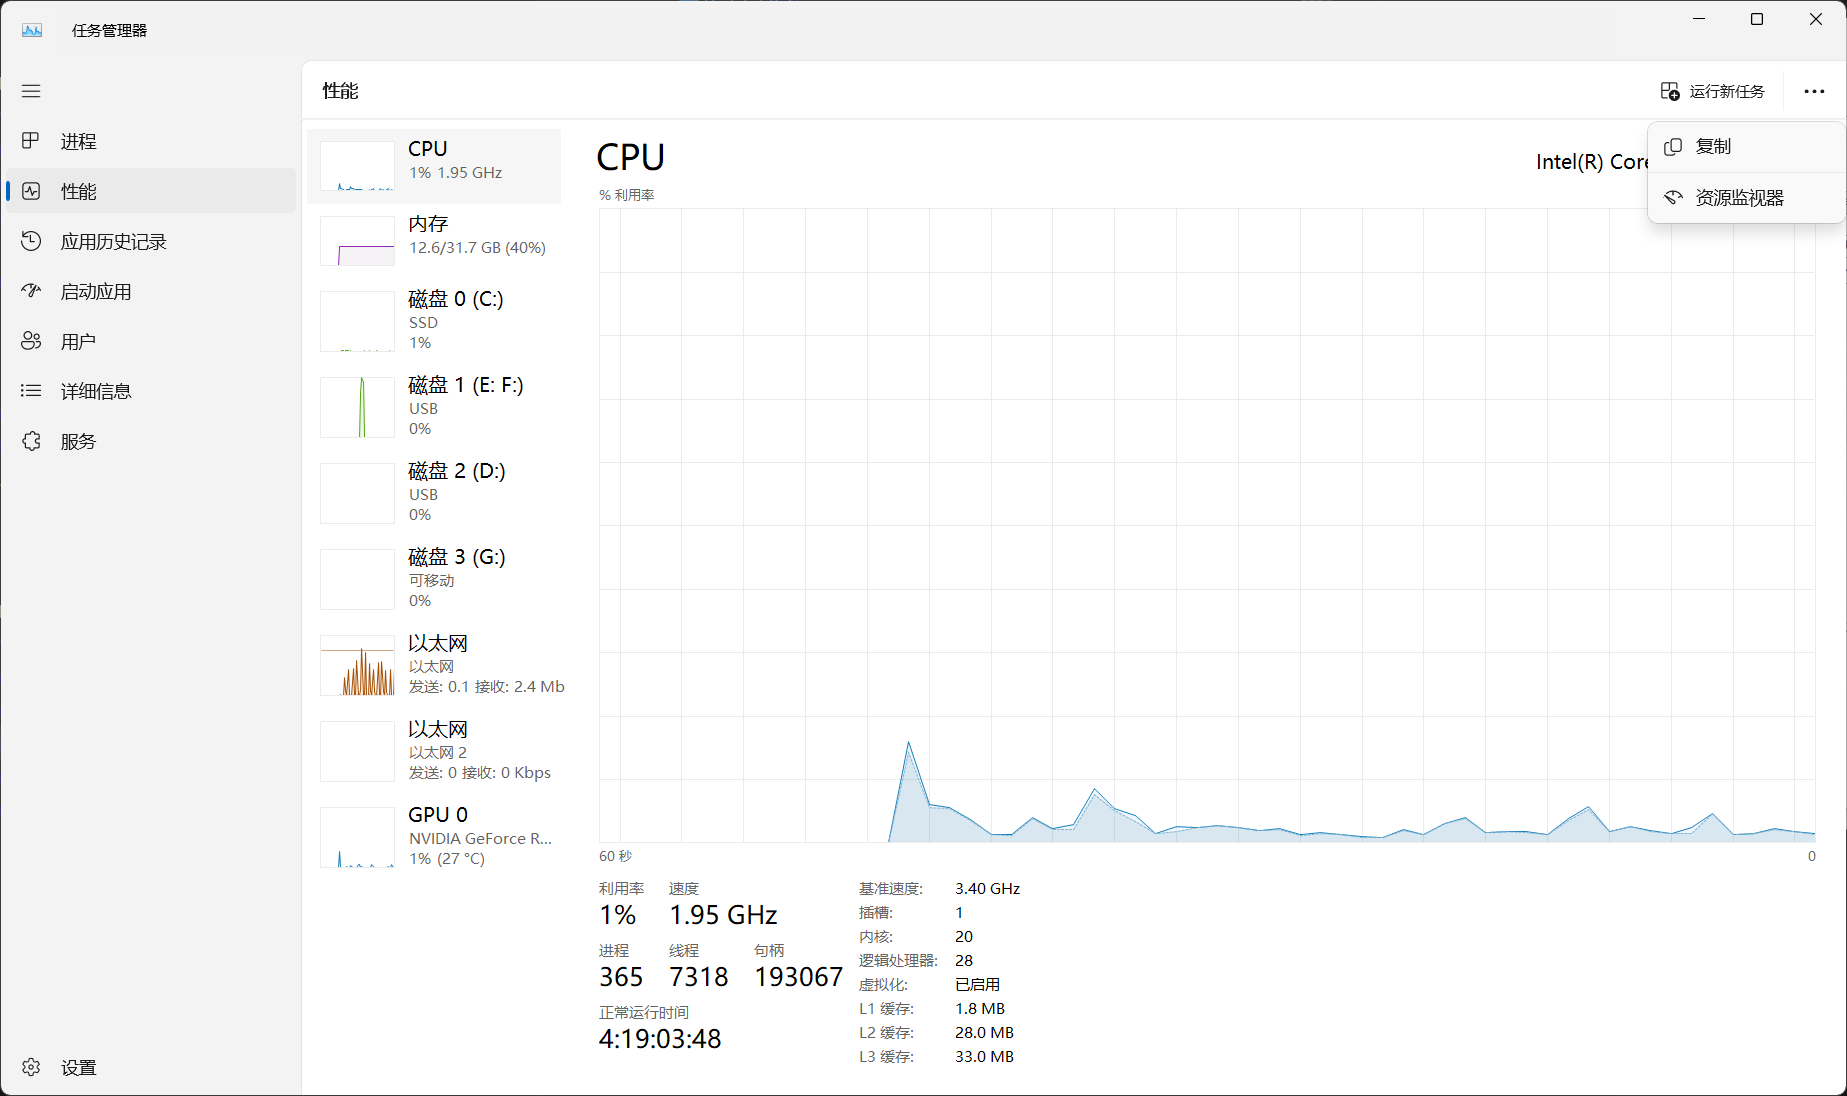 任务管理器
性能
运行新任务
复制
资源监视器
进程
性能
应用历史记录
启动应用
用户
详细信息
服务
设置
CPU
1% 1.95 GHz
内存
12.6/31.7 GB (40%)
磁盘 0 (C:)
SSD
1%
磁盘 1 (E: F:)
USB
0%
磁盘 2 (D:)
USB
0%
磁盘 3 (G:)
可移动
0%
以太网
以太网
发送: 0.1 接收: 2.4 Mb
以太网
以太网 2
发送: 0 接收: 0 Kbps
GPU 0
NVIDIA GeForce R...
1% (27 °C)
CPU
Intel(R) Core
% 利用率
60 秒
0
利用率
1%
速度
1.95 GHz
进程
365
线程
7318
句柄
193067
正常运行时间
4:19:03:48
基准速度: 3.40 GHz
插槽: 1
内核: 20
逻辑处理器: 28
虚拟化: 已启用
L1 缓存: 1.8 MB
L2 缓存: 28.0 MB
L3 缓存: 33.0 MB